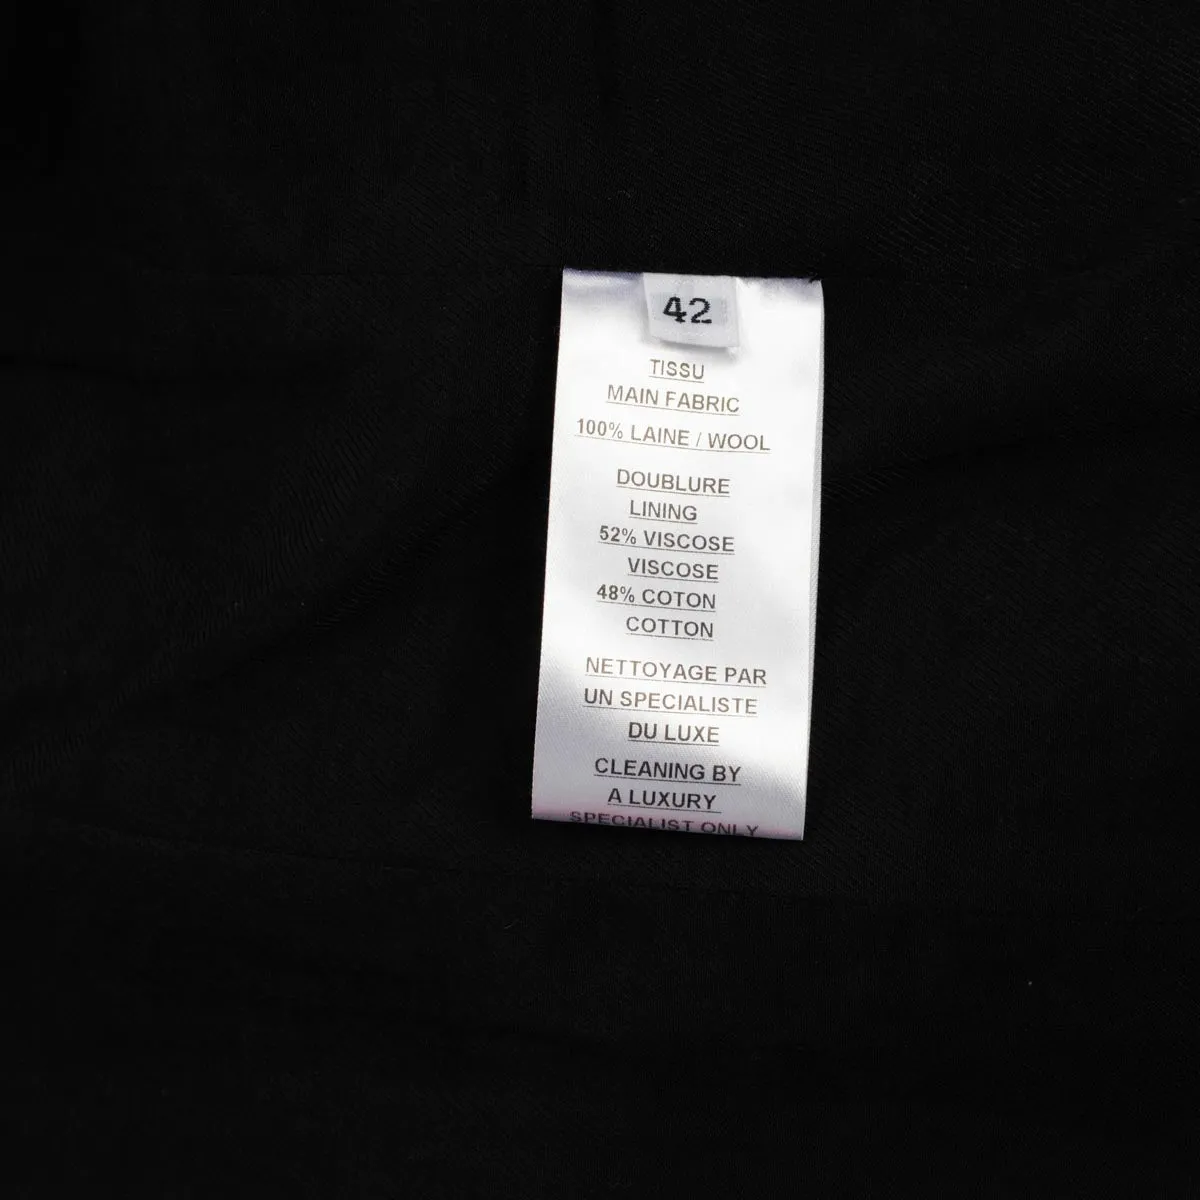 42
TISSU
MAIN FABRIC
100% LAINE / WOOL
DOUBLURE
LINING
52% VISCOSE
VISCOSE
48% COTON
COTTON
NETTOYAGE PAR
UN SPECIALISTE
DU LUXE
CLEANING BY
A LUXURY
SPECIALIST ONLY